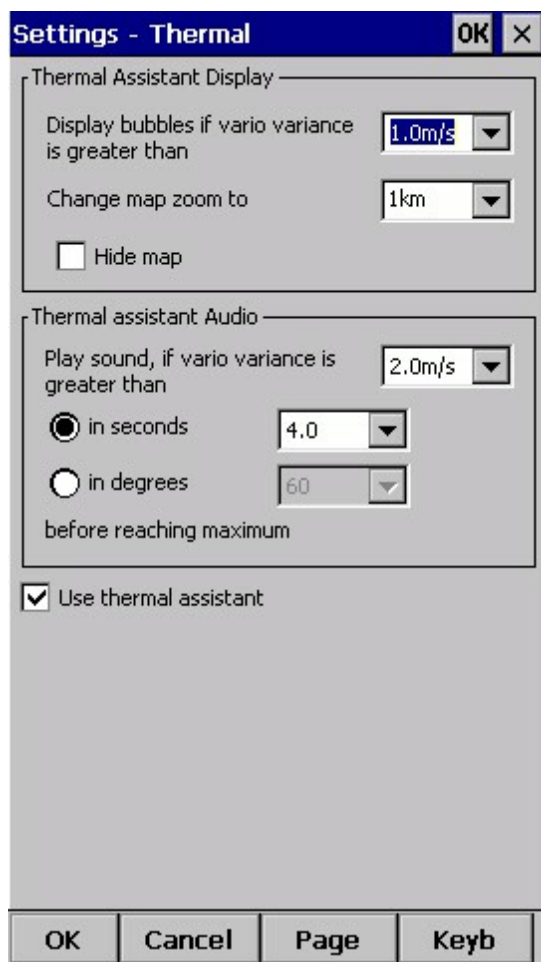 Settings - Thermal OK ×
Thermal Assistant Display
Display bubbles if vario variance
is greater than
1.0m/s
Change map zoom to 1km
Hide map
Thermal assistant Audio
Play sound, if vario variance is
greater than
2.0m/s
in seconds 4.0
in degrees 60
before reaching maximum
Use thermal assistant
OK Cancel Page Keyb